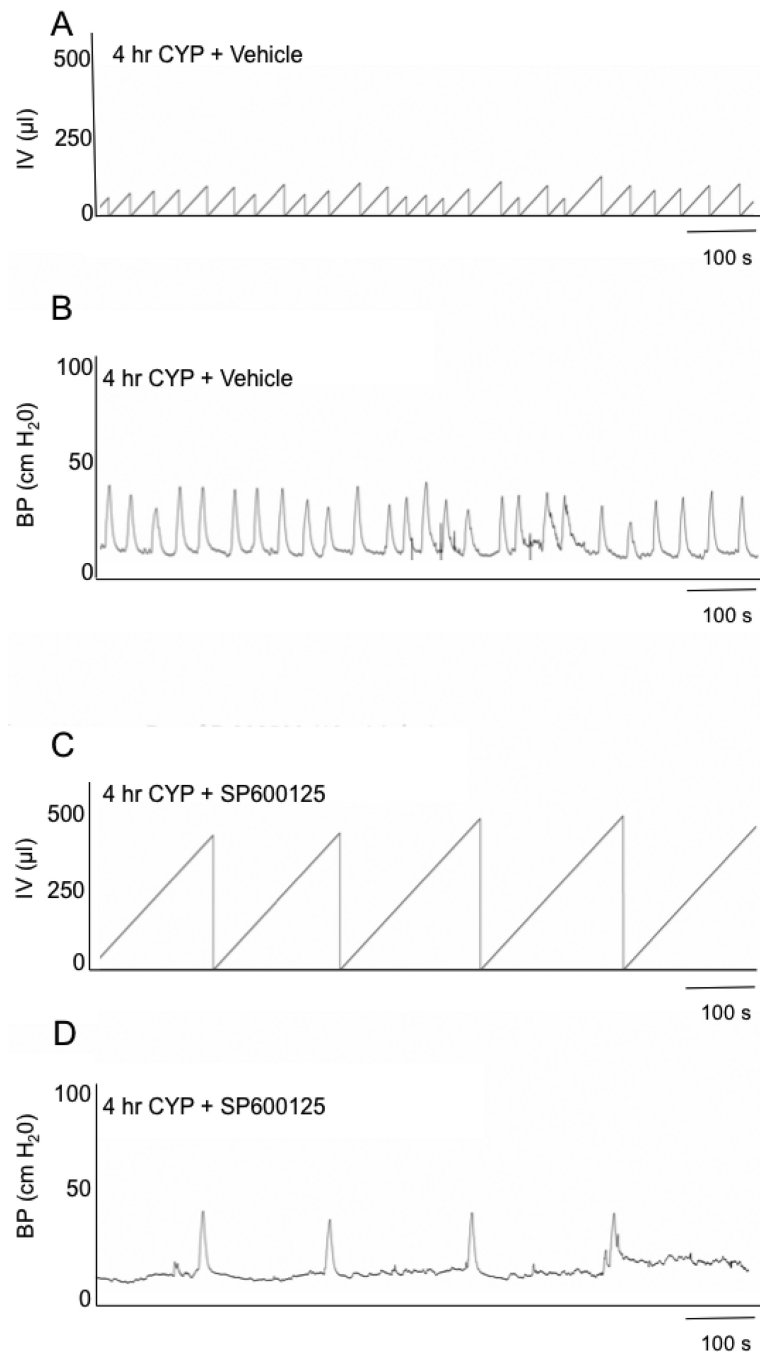 A
4 hr CYP + Vehicle
500
250
0
IV (µl)
100 s
B
4 hr CYP + Vehicle
100
50
0
BP (cm H₂0)
100 s
C
4 hr CYP + SP600125
500
250
0
IV (µl)
100 s
D
4 hr CYP + SP600125
100
50
0
BP (cm H₂0)
100 s